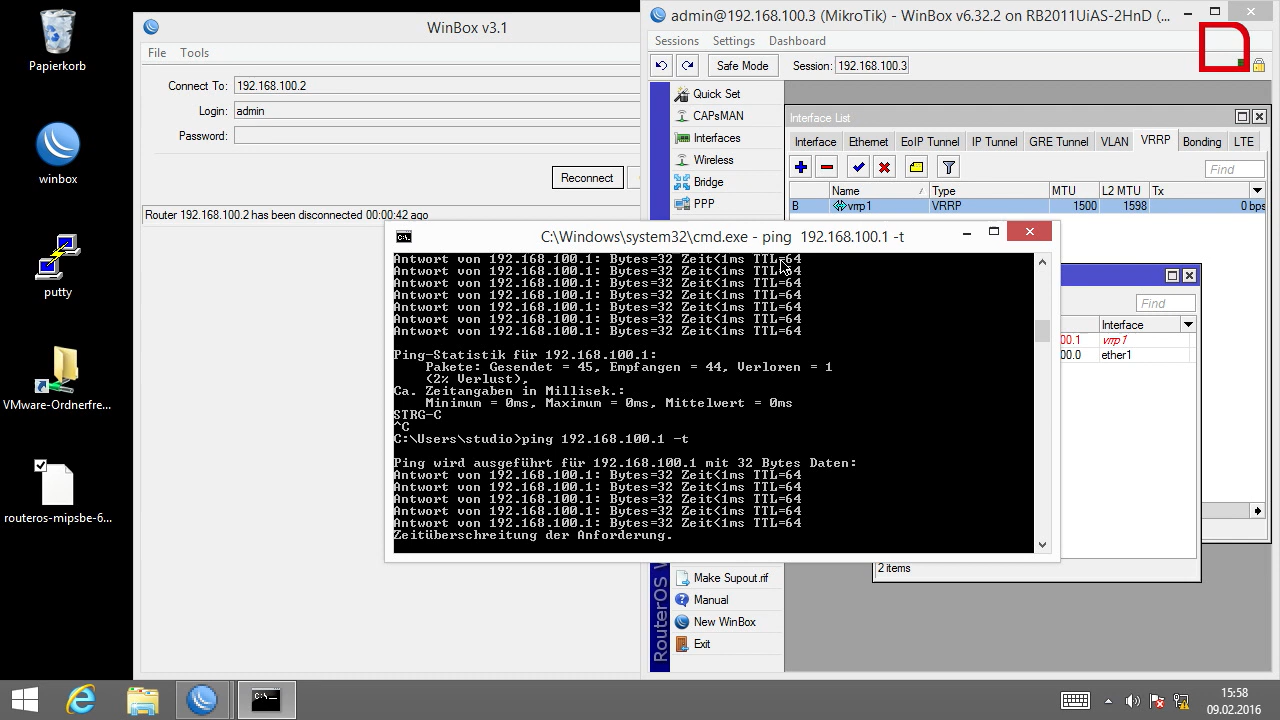 Papierkorb
winbox
putty
VMware-Ordnerfre...
routeros-mipsbe-6...
WinBox v3.1
File Tools
Connect To: 192.168.100.2
Login: admin
Password:
Reconnect
Router 192.168.100.2 has been disconnected 00:00:42 ago
admin@192.168.100.3 (MikroTik) - WinBox v6.32.2 on RB2011UiAS-2HnD (...
Sessions Settings Dashboard
Safe Mode Session: 192.168.100.3
Quick Set
CAPsMAN
Interfaces
Wireless
Bridge
PPP
Make Supout.rif
Manual
New WinBox
Exit
RouterOS W
Interface List
Interface Ethernet EoIP Tunnel IP Tunnel GRE Tunnel VLAN VRRP Bonding LTE
Find
Name Type MTU L2 MTU Tx
B vrrp1 VRRP 1500 1598 0 bps
Find
Interface
00.1 vrrp1
00.0 ether1
2 items
C:\Windows\system32\cmd.exe - ping 192.168.100.1 -t
Antwort von 192.168.100.1: Bytes=32 Zeit<1ms TTL=64
Antwort von 192.168.100.1: Bytes=32 Zeit<1ms TTL=64
Antwort von 192.168.100.1: Bytes=32 Zeit<1ms TTL=64
Antwort von 192.168.100.1: Bytes=32 Zeit<1ms TTL=64
Antwort von 192.168.100.1: Bytes=32 Zeit<1ms TTL=64
Antwort von 192.168.100.1: Bytes=32 Zeit<1ms TTL=64
Antwort von 192.168.100.1: Bytes=32 Zeit<1ms TTL=64
Ping-Statistik für 192.168.100.1:
Pakete: Gesendet = 45, Empfangen = 44, Verloren = 1
(2% Verlust),
Ca. Zeitangaben in Millisek.:
Minimum = 0ms, Maximum = 0ms, Mittelwert = 0ms
STRG-C
^C
C:\Users\studio>ping 192.168.100.1 -t
Ping wird ausgeführt für 192.168.100.1 mit 32 Bytes Daten:
Antwort von 192.168.100.1: Bytes=32 Zeit<1ms TTL=64
Antwort von 192.168.100.1: Bytes=32 Zeit<1ms TTL=64
Antwort von 192.168.100.1: Bytes=32 Zeit<1ms TTL=64
Antwort von 192.168.100.1: Bytes=32 Zeit<1ms TTL=64
Antwort von 192.168.100.1: Bytes=32 Zeit<1ms TTL=64
Zeitüberschreitung der Anforderung.
15:58
09.02.2016